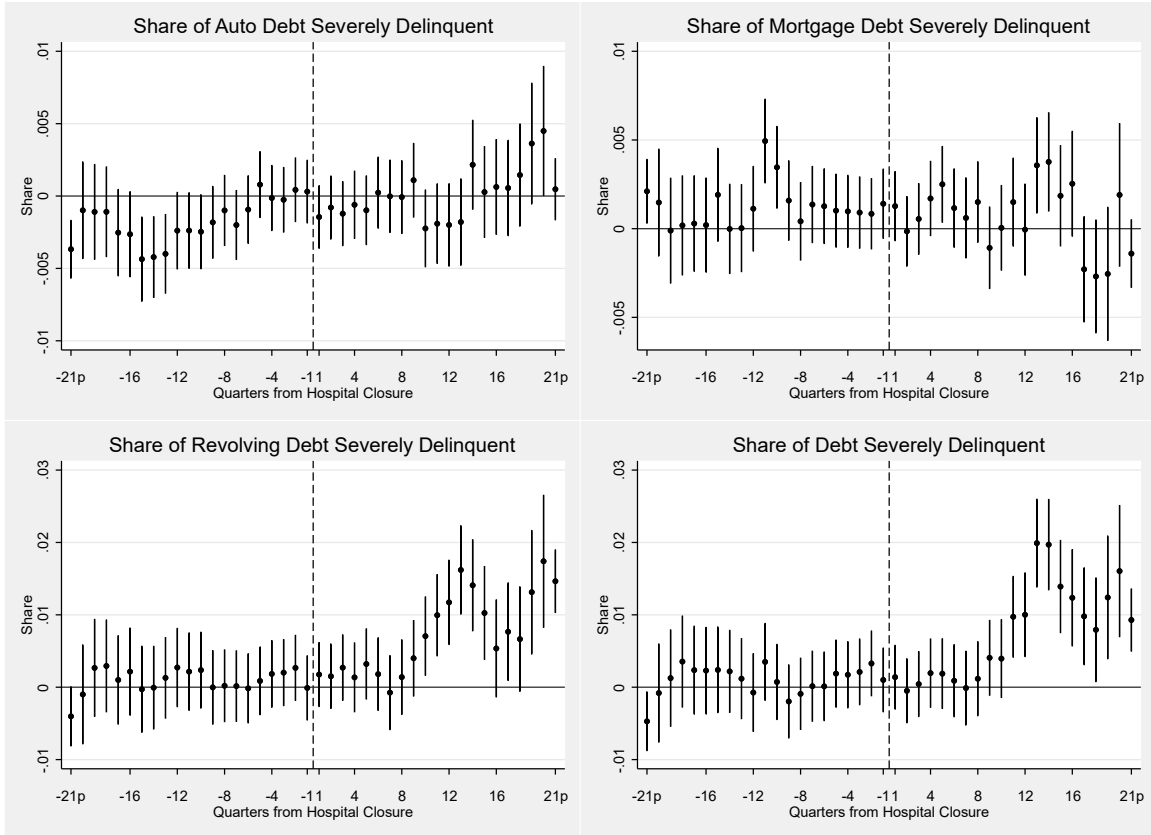 Share of Auto Debt Severely Delinquent
.01
.005
0
-.005
-.01
Share
-21p -16 -12 -8 -4 -11 4 8 12 16 21p
Quarters from Hospital Closure
Share of Mortgage Debt Severely Delinquent
.01
.005
0
-.005
Share
-21p -16 -12 -8 -4 -11 4 8 12 16 21p
Quarters from Hospital Closure
Share of Revolving Debt Severely Delinquent
.03
.02
.01
0
-.01
Share
-21p -16 -12 -8 -4 -11 4 8 12 16 21p
Quarters from Hospital Closure
Share of Debt Severely Delinquent
.03
.02
.01
0
-.01
Share
-21p -16 -12 -8 -4 -11 4 8 12 16 21p
Quarters from Hospital Closure